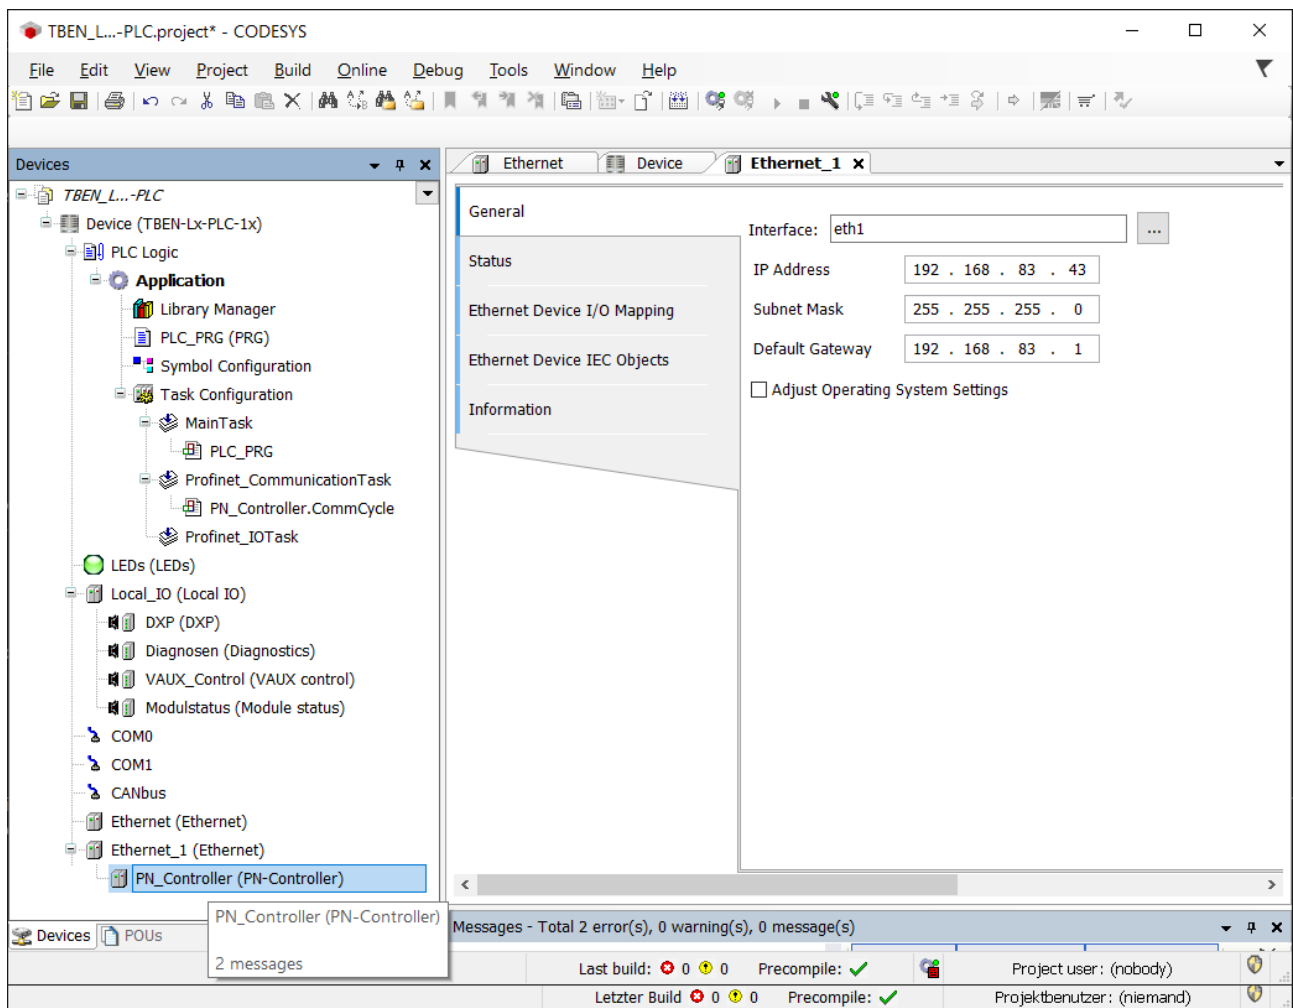 TBEN_L...-PLC.project* - CODESYS
File Edit View Project Build Online Debug Tools Window Help
Devices
TBEN_L...-PLC
Device (TBEN-Lx-PLC-1x)
PLC Logic
Application
Library Manager
PLC_PRG (PRG)
Symbol Configuration
Task Configuration
MainTask
PLC_PRG
Profinet_CommunicationTask
PN_Controller.CommCycle
Profinet_IOTask
LEDs (LEDs)
Local_IO (Local IO)
DXP (DXP)
Diagnosen (Diagnostics)
VAUX_Control (VAUX control)
Modulstatus (Module status)
COM0
COM1
CANbus
Ethernet (Ethernet)
Ethernet_1 (Ethernet)
PN_Controller (PN-Controller)
PN_Controller (PN-Controller)
2 messages
Devices POUs
Ethernet Device Ethernet_1
General
Status
Ethernet Device I/O Mapping
Ethernet Device IEC Objects
Information
Interface: eth1 ...
IP Address 192 . 168 . 83 . 43
Subnet Mask 255 . 255 . 255 . 0
Default Gateway 192 . 168 . 83 . 1
Adjust Operating System Settings
Messages - Total 2 error(s), 0 warning(s), 0 message(s)
Last build: 0 0 Precompile: Project user: (nobody)
Letzter Build 0 0 Precompile: Projektbenutzer: (niemand)